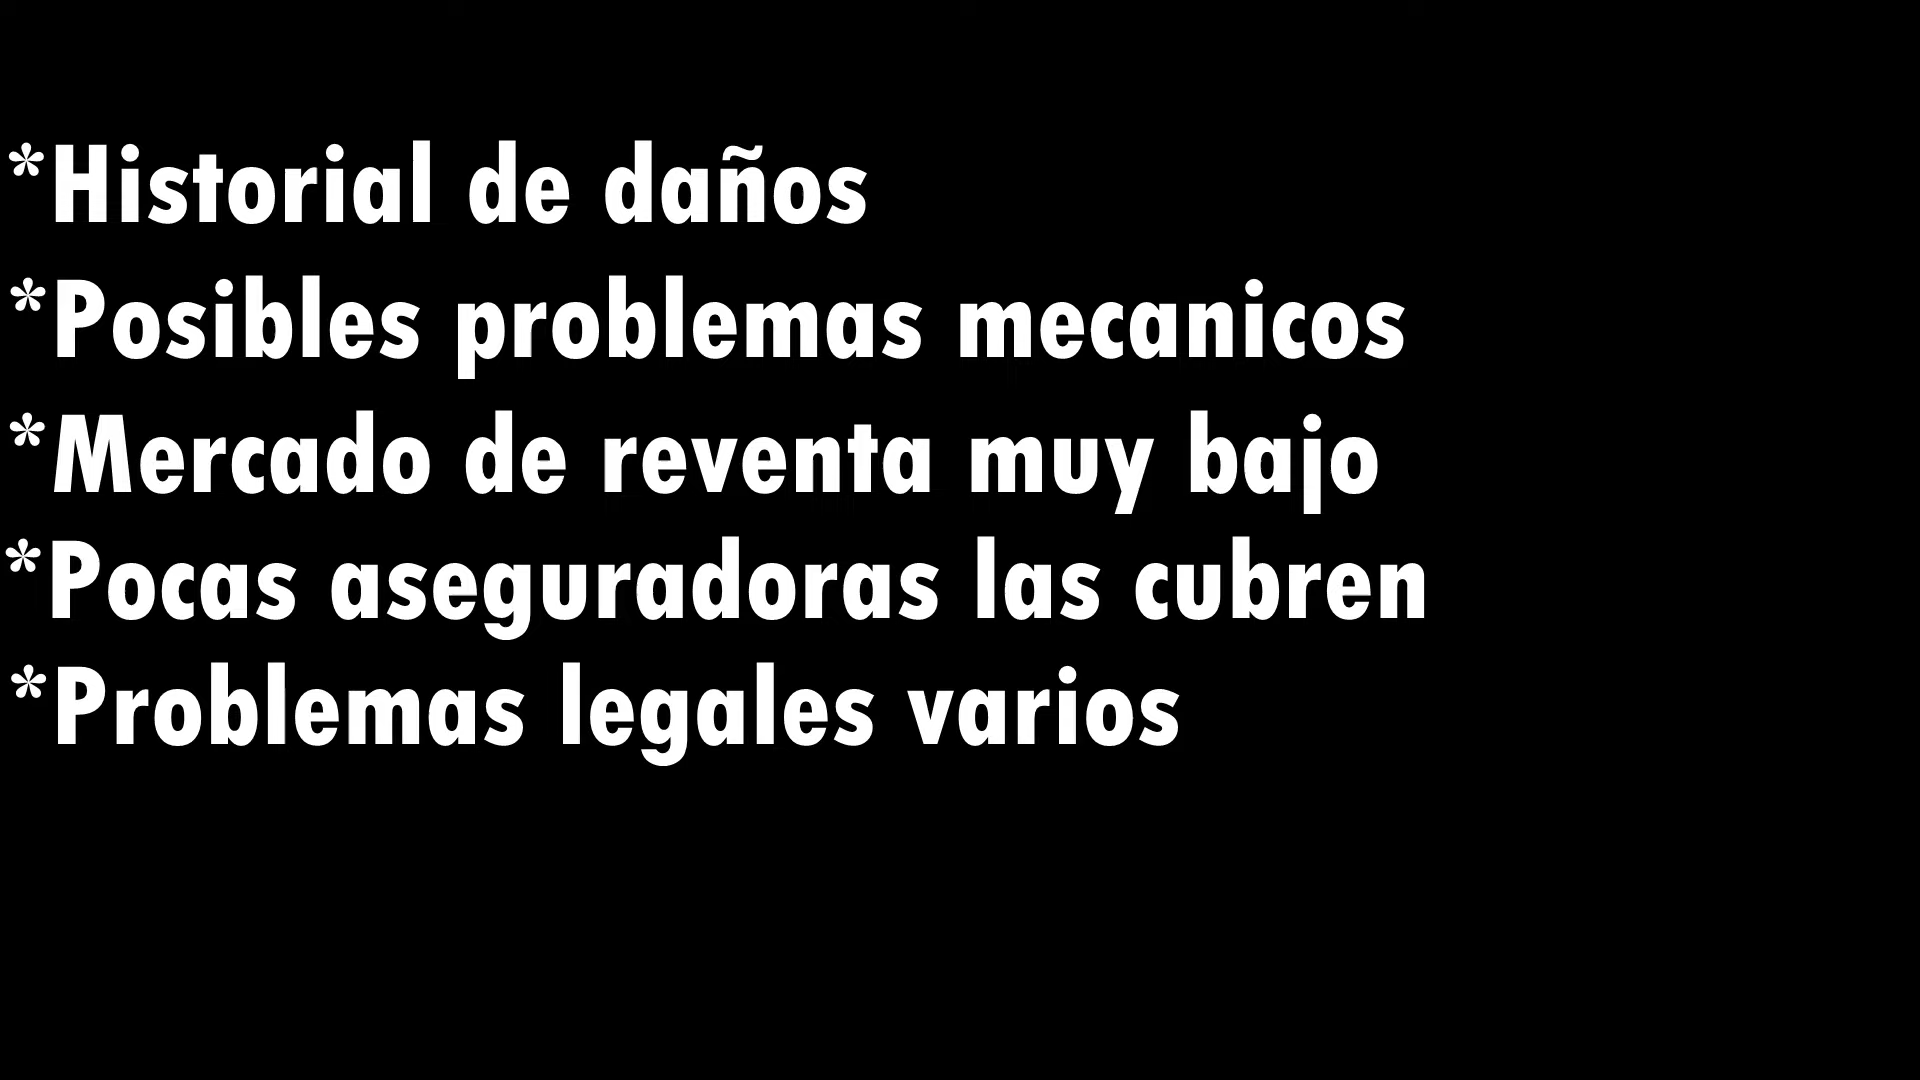 *Historial de daños
*Posibles problemas mecanicos
*Mercado de reventa muy bajo
*Pocas aseguradoras las cubren
*Problemas legales varios